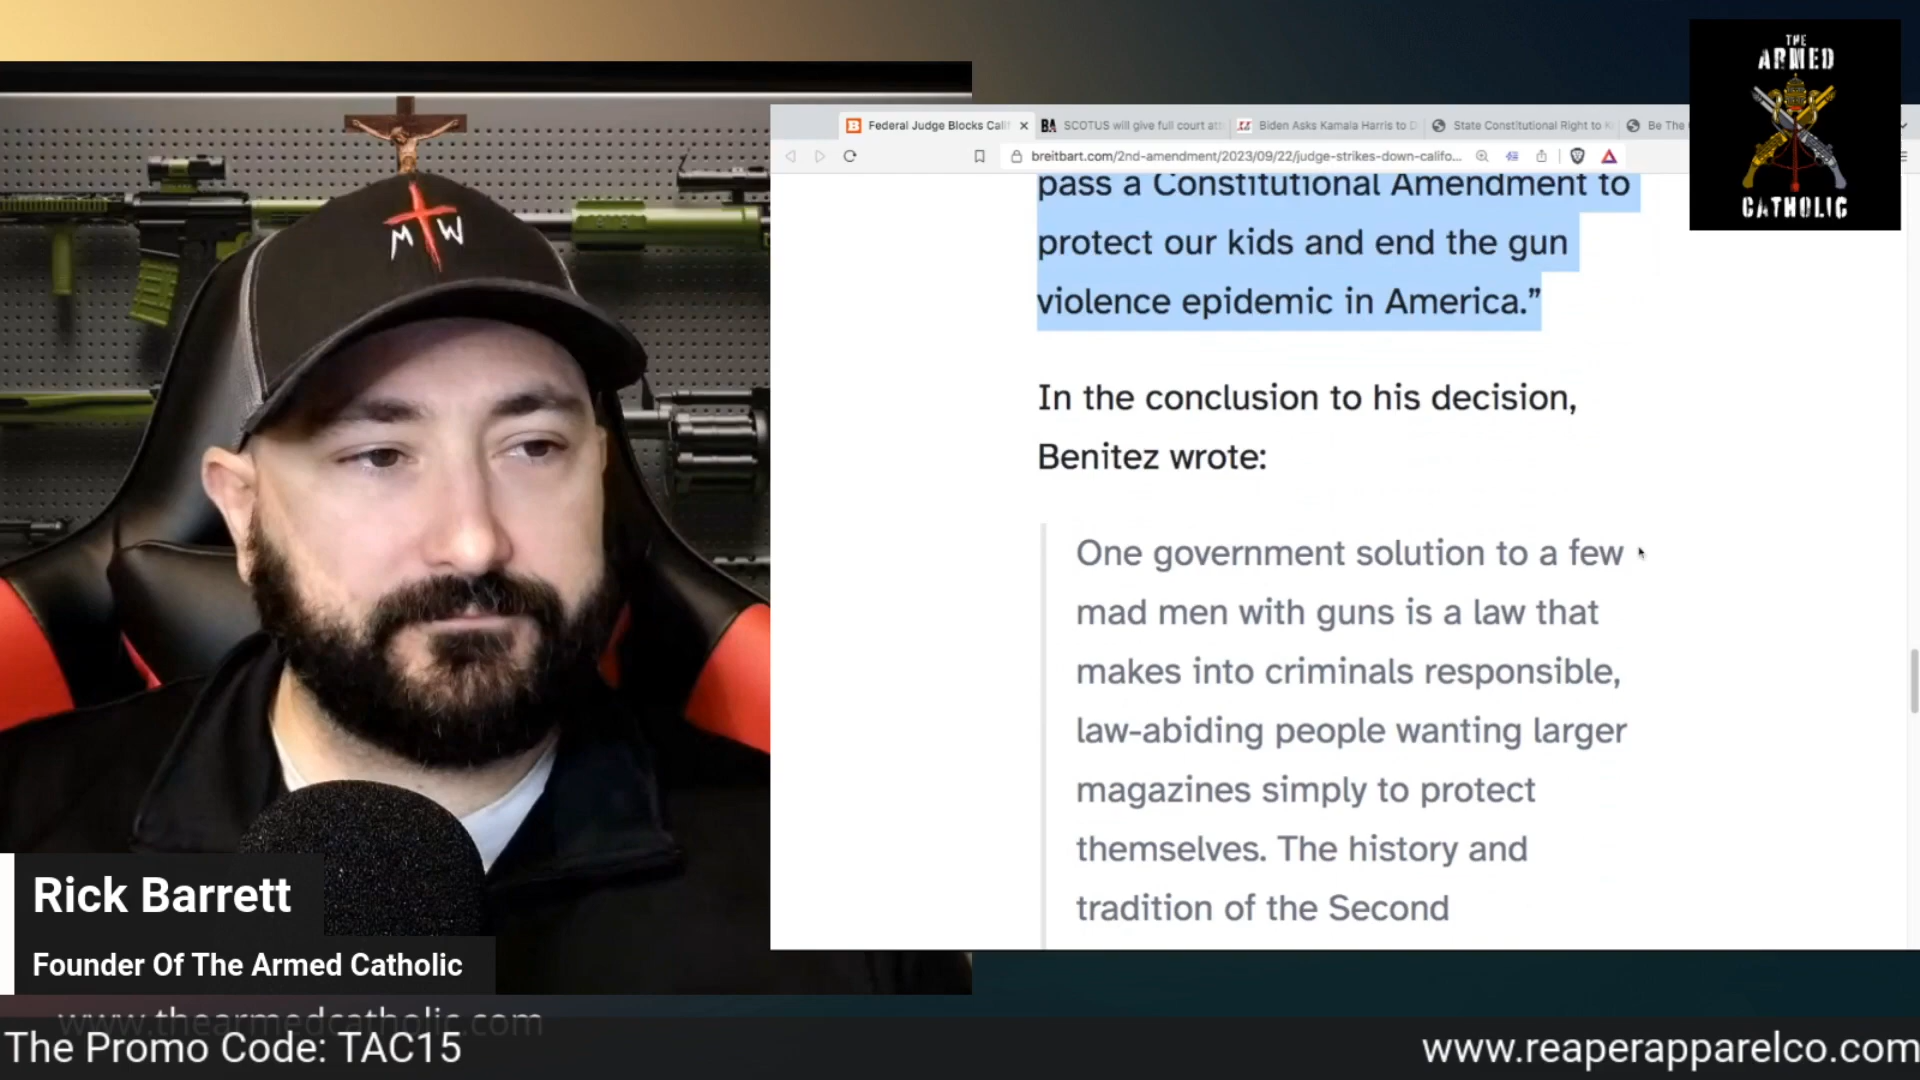 THE
ARMED
CATHOLIC
M W
Federal Judge Blocks Calif
BA SCOTUS will give full court att
Biden Asks Kamala Harris to D
State Constitutional Right to K
Be The
breitbart.com/2nd-amendment/2023/09/22/judge-strikes-down-califo...
pass a Constitutional Amendment to
protect our kids and end the gun
violence epidemic in America.”
In the conclusion to his decision,
Benitez wrote:
One government solution to a few
mad men with guns is a law that
makes into criminals responsible,
law-abiding people wanting larger
magazines simply to protect
themselves. The history and
tradition of the Second
Rick Barrett
Founder Of The Armed Catholic
www.thearmedcatholic.com
The Promo Code: TAC15
www.reaperapparelco.com